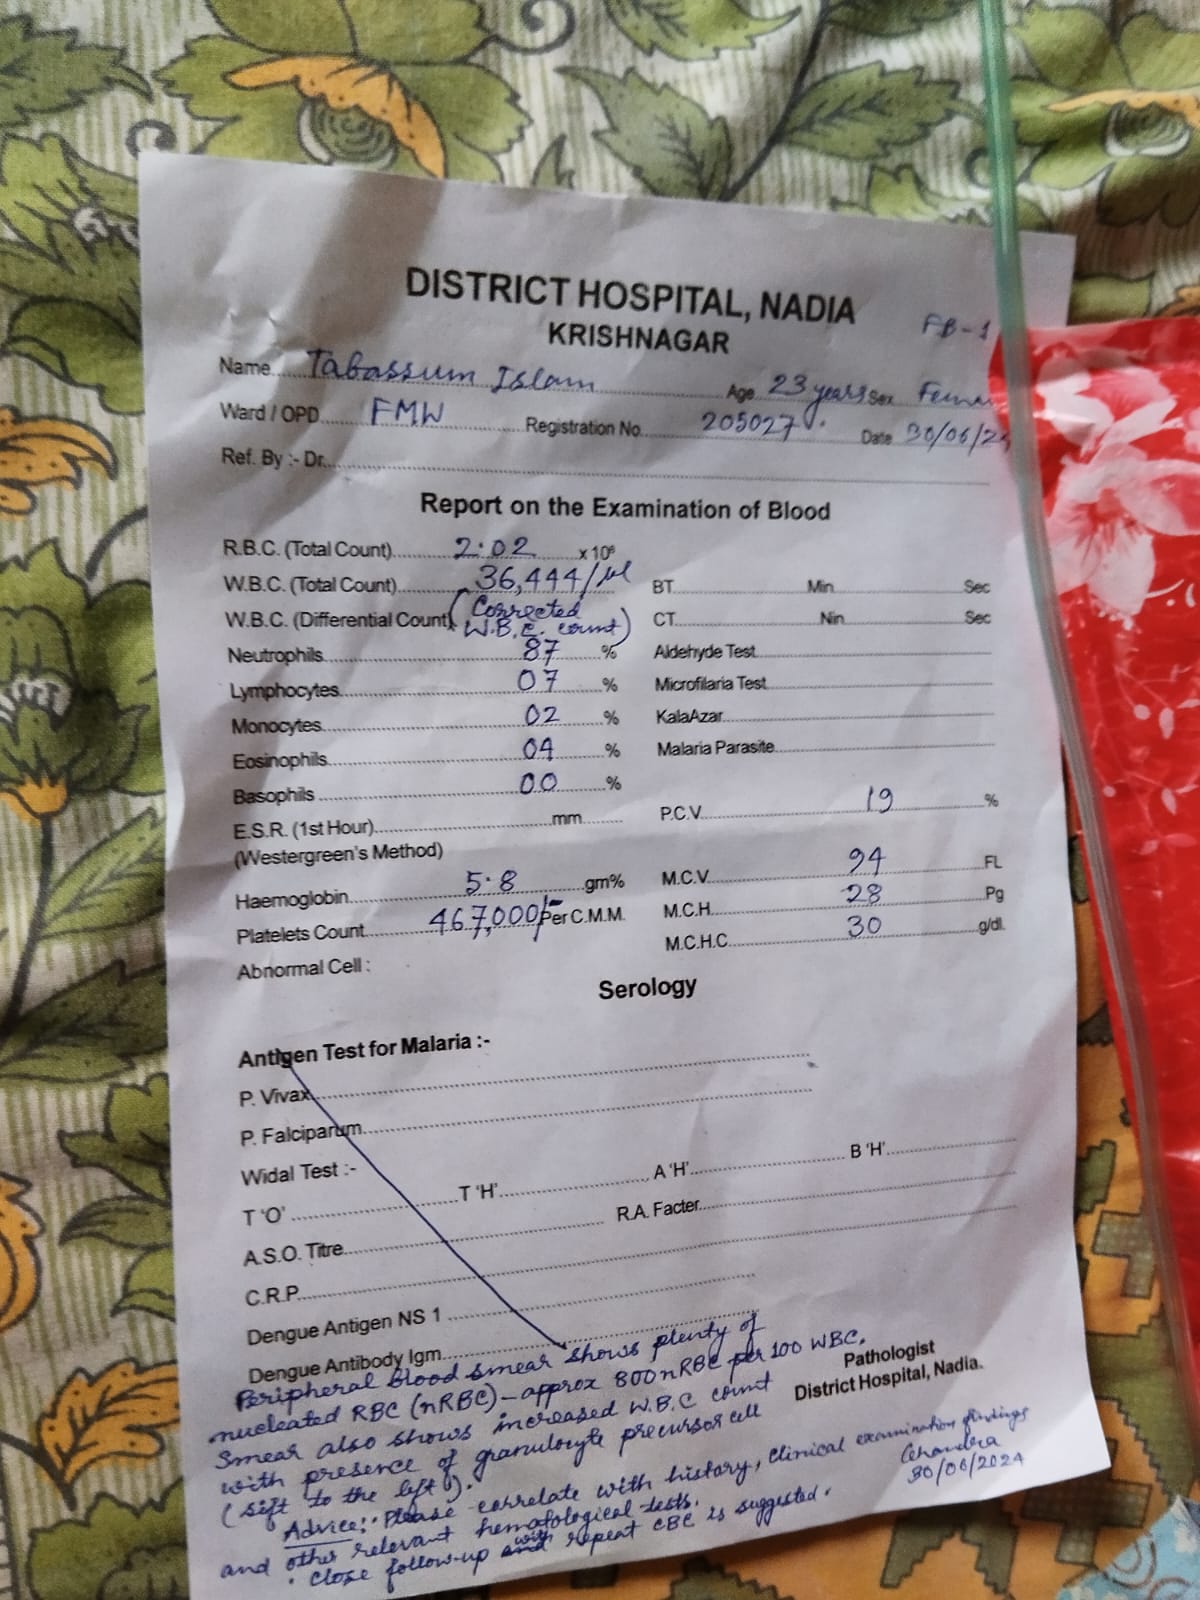 DISTRICT HOSPITAL, NADIA
KRISHNAGAR
FB-1
Name Tabassum Islam Age 23 years Sex Fem
Ward / OPD FMW Registration No. 205027 Date 30/06/2
Ref. By :- Dr.
Report on the Examination of Blood
R.B.C. (Total Count) 2.02 x 10⁶
W.B.C. (Total Count) 36,444/µl BT Min Sec
W.B.C. (Differential Count) (Corrected W.B.C. count) CT Nin Sec
Neutrophils 87 % Aldehyde Test
Lymphocytes 07 % Microfilaria Test
Monocytes 02 % KalaAzar
Eosinophils 04 % Malaria Parasite
Basophils 00 %
E.S.R. (1st Hour) mm P.C.V. 19 %
(Westergreen's Method)
Haemoglobin 5.8 gm% M.C.V. 94 FL
Platelets Count 467,000/- Per C.M.M. M.C.H. 28 Pg
Abnormal Cell : M.C.H.C. 30 g/dl.
Serology
Antigen Test for Malaria :-
P. Vivax
P. Falciparum
Widal Test :-
T 'O' T 'H' A 'H' B 'H'
A.S.O. Titre R.A. Facter
C.R.P.
Dengue Antigen NS 1
Dengue Antibody Igm
Peripheral blood smear shows plenty of
nucleated RBC (nRBC) - approx 800 nRBC per 100 WBC.
Smear also shows increased W.B.C count
with presence of granulocyte precursor cell
(sift to the left).
Pathologist
District Hospital, Nadia.
Advice:· Please correlate with history, clinical examination findings
and other relevant hematological tests.
· Close follow-up with repeat CBC is suggested.
30/06/2024